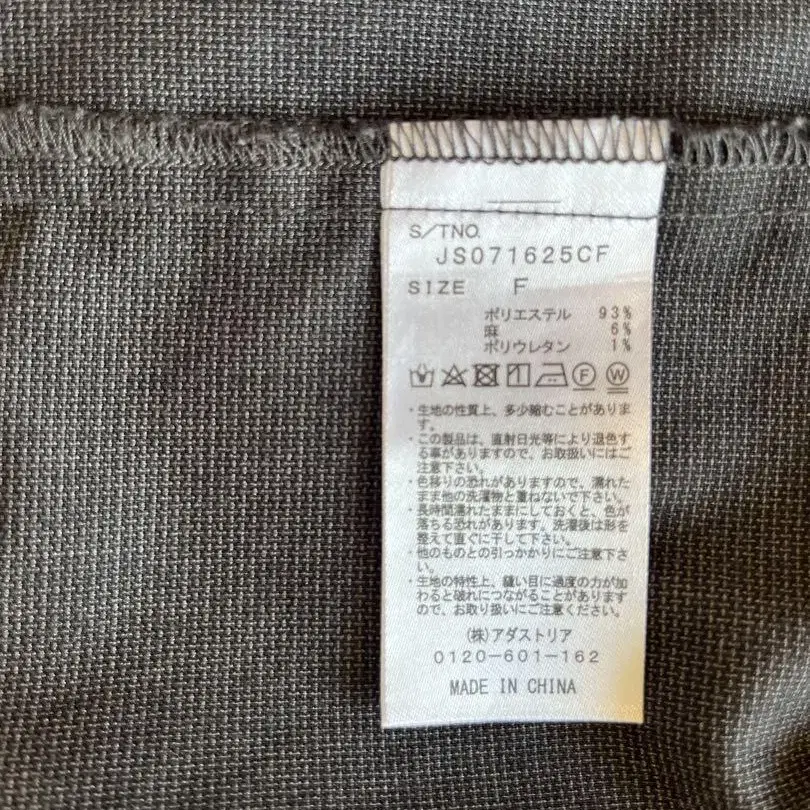 S/TNO.
JS071625CF
SIZE F
ポリエステル 93%
麻 6%
ポリウレタン 1%
F W
・生地の性質上、多少縮むことがありま
す。
・この製品は、直射日光等により退色す
る事がありますので、お取扱いにはご
注意下さい。
・色移りの恐れがありますので、濡れた
まま他の洗濯物と重ねないで下さい。
・長時間濡れたままにしておくと、色が
落ちる恐れがあります。洗濯後は形を
整えて直ぐに干して下さい。
・他のものとの引っかかりにご注意下さ
い。
・生地の特性上、縫い目に過度の力が加
わると破れにつながることがあります
ので、お取り扱いにご注意ください。
(株)アダストリア
0120-601-162
MADE IN CHINA